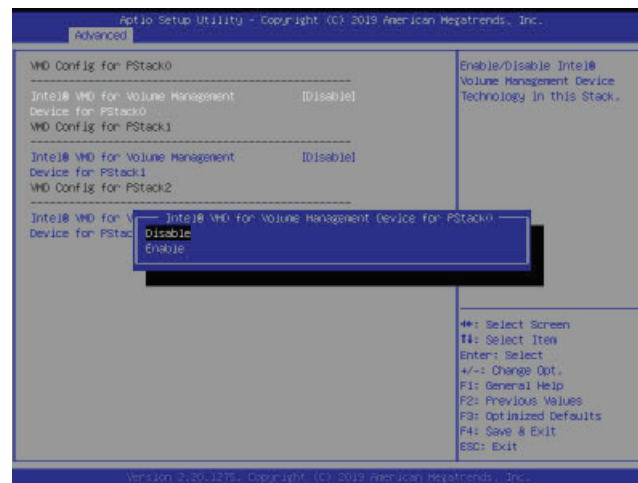 Aptio Setup Utility - Copyright (C) 2019 American Megatrends, Inc.
Advanced
VMD Config for PStack0
Intel® VMD for Volume Management [Disable]
Device for PStack0
VMD Config for PStack1
Intel® VMD for Volume Management [Disable]
Device for PStack1
VMD Config for PStack2
Intel® VMD for V
Device for PStac
Intel® VMD for Volume Management Device for PStack0
Disable
Enable
Enable/Disable Intel®
Volume Management Device
Technology in this Stack.
→←: Select Screen
↑↓: Select Item
Enter: Select
+/-: Change Opt.
F1: General Help
F2: Previous Values
F3: Optimized Defaults
F4: Save & Exit
ESC: Exit
Version 2.20.1275. Copyright (C) 2019 American Megatrends, Inc.